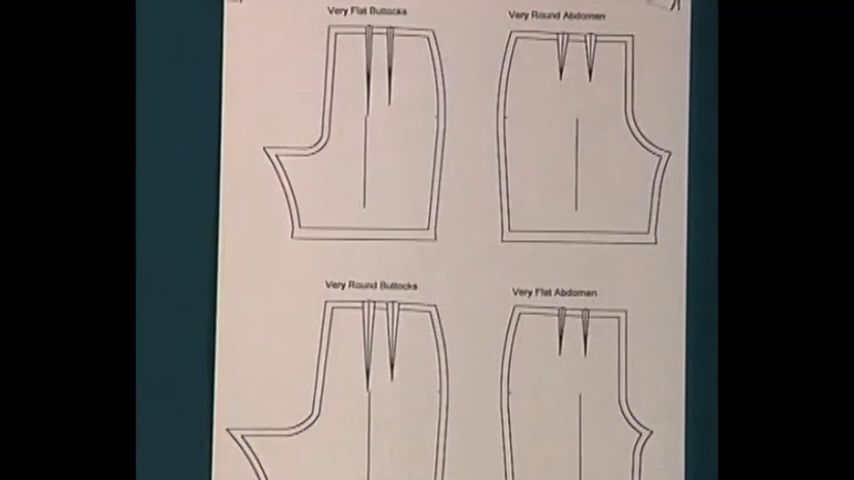 Very Flat Buttocks
Very Round Abdomen
Very Round Buttocks
Very Flat Abdomen